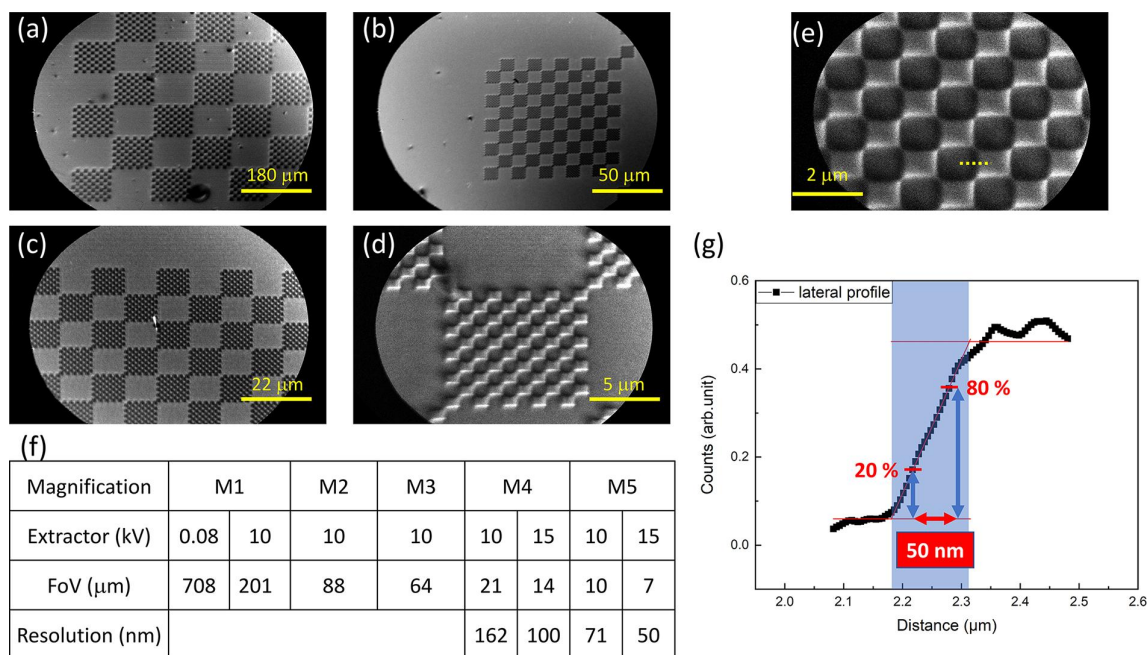 (a)
180 μm
(b)
50 μm
(e)
2 μm
(c)
22 μm
(d)
5 μm
(f)
Magnification M1 M2 M3 M4 M5
Extractor (kV) 0.08 10 10 10 10 15 10 15
FoV (μm) 708 201 88 64 21 14 10 7
Resolution (nm) 162 100 71 50
(g)
lateral profile
80 %
20 %
50 nm
Counts (arb.unit)
0.6
0.4
0.2
0.0
2.0 2.1 2.2 2.3 2.4 2.5 2.6
Distance (μm)